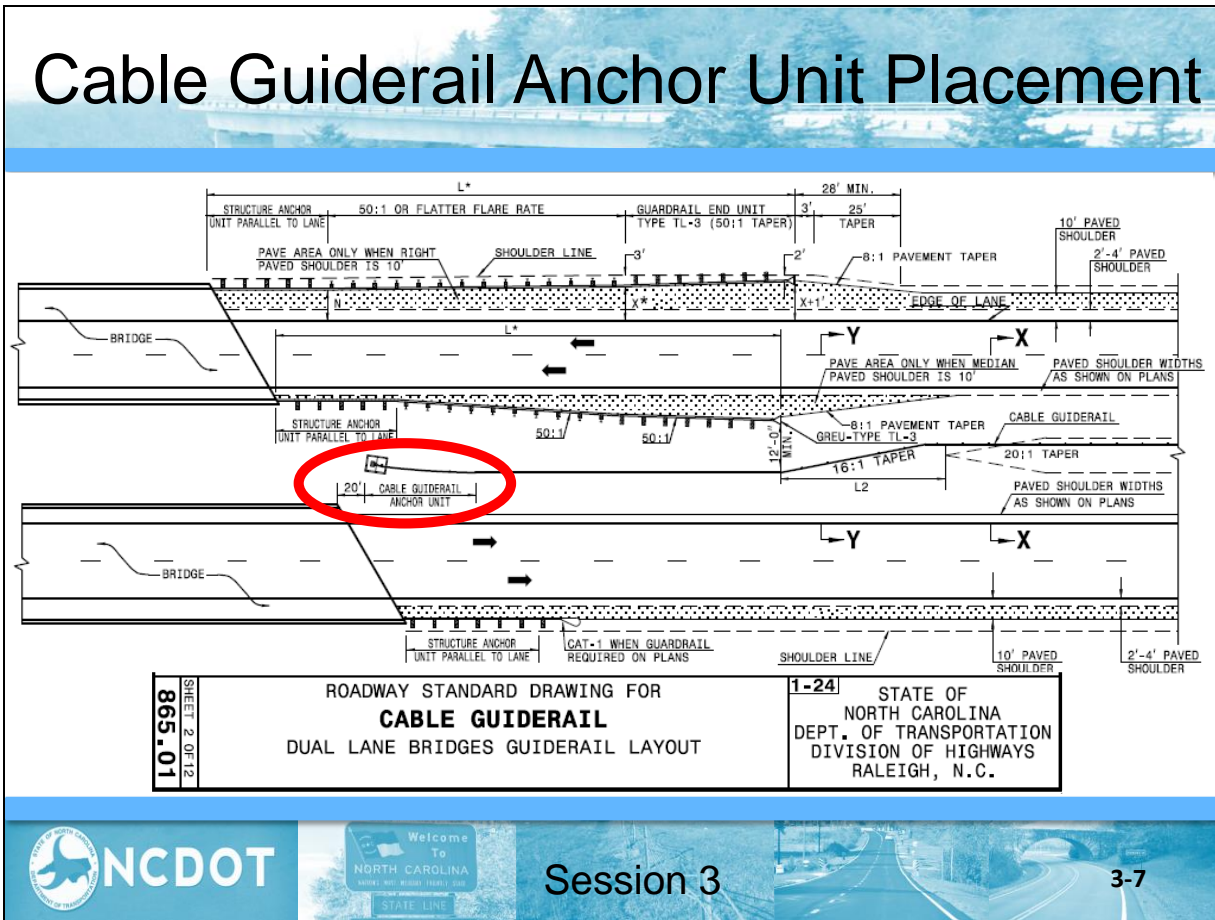 Cable Guiderail Anchor Unit Placement
L*
28' MIN.
STRUCTURE ANCHOR
UNIT PARALLEL TO LANE
50:1 OR FLATTER FLARE RATE
GUARDRAIL END UNIT
TYPE TL-3 (50:1 TAPER)
3'
25'
TAPER
10' PAVED
SHOULDER
2'-4' PAVED
SHOULDER
PAVE AREA ONLY WHEN RIGHT
PAVED SHOULDER IS 10'
SHOULDER LINE
3'
2'
8:1 PAVEMENT TAPER
N
X*
X+1'
EDGE OF LANE
BRIDGE
L*
Y
X
PAVE AREA ONLY WHEN MEDIAN
PAVED SHOULDER IS 10'
PAVED SHOULDER WIDTHS
AS SHOWN ON PLANS
STRUCTURE ANCHOR
UNIT PARALLEL TO LANE
50:1
50:1
12'-0"
MIN.
8:1 PAVEMENT TAPER
GREU-TYPE TL-3
CABLE GUIDERAIL
16:1 TAPER
20:1 TAPER
L2
20'
CABLE GUIDERAIL
ANCHOR UNIT
PAVED SHOULDER WIDTHS
AS SHOWN ON PLANS
Y
X
BRIDGE
STRUCTURE ANCHOR
UNIT PARALLEL TO LANE
CAT-1 WHEN GUARDRAIL
REQUIRED ON PLANS
SHOULDER LINE
10' PAVED
SHOULDER
2'-4' PAVED
SHOULDER
SHEET 2 OF 12
865.01
ROADWAY STANDARD DRAWING FOR
CABLE GUIDERAIL
DUAL LANE BRIDGES GUIDERAIL LAYOUT
1-24
STATE OF
NORTH CAROLINA
DEPT. OF TRANSPORTATION
DIVISION OF HIGHWAYS
RALEIGH, N.C.
STATE OF NORTH CAROLINA
DEPARTMENT OF TRANSPORTATION
NCDOT
Welcome
To
NORTH CAROLINA
STATE LINE
Session 3
3-7